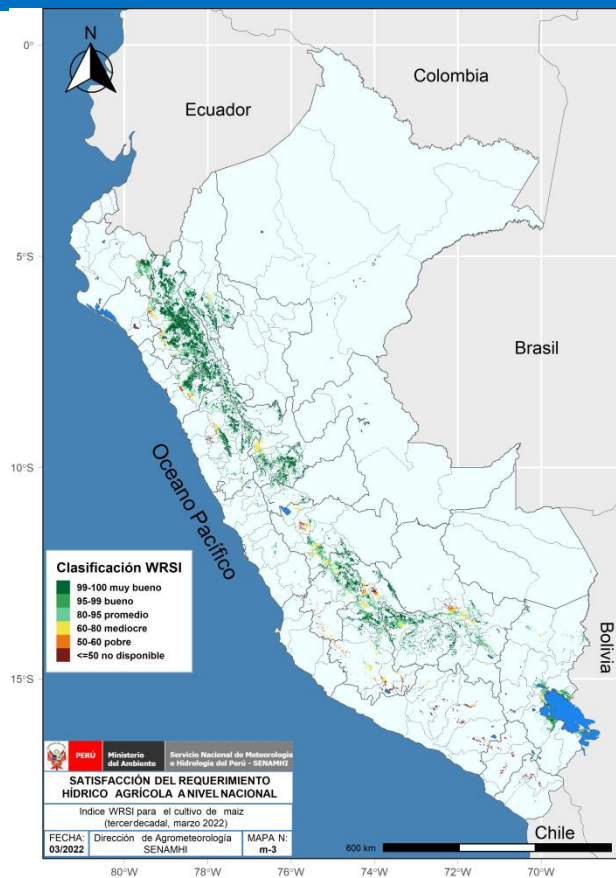 N
0°
Colombia
Ecuador
5°S
Brasil
10°S
Oceano Pacífico
Clasificación WRSI
99-100 muy bueno
95-99 bueno
80-95 promedio
60-80 mediocre
50-60 pobre
<=50 no disponible
Bolivia
15°S
PERÚ
Ministerio
del Ambiente
Servicio Nacional de Meteorología
e Hidrología del Perú - SENAMHI
SATISFACCIÓN DEL REQUERIMIENTO
HÍDRICO AGRÍCOLA A NIVEL NACIONAL
Indice WRSI para el cultivo de maiz
(tercer decadal, marzo 2022)
FECHA:
03/2022
Dirección de Agrometeorología
SENAMHI
MAPA N:
m-3
600 km
Chile
80°W
78°W
76°W
74°W
72°W
70°W